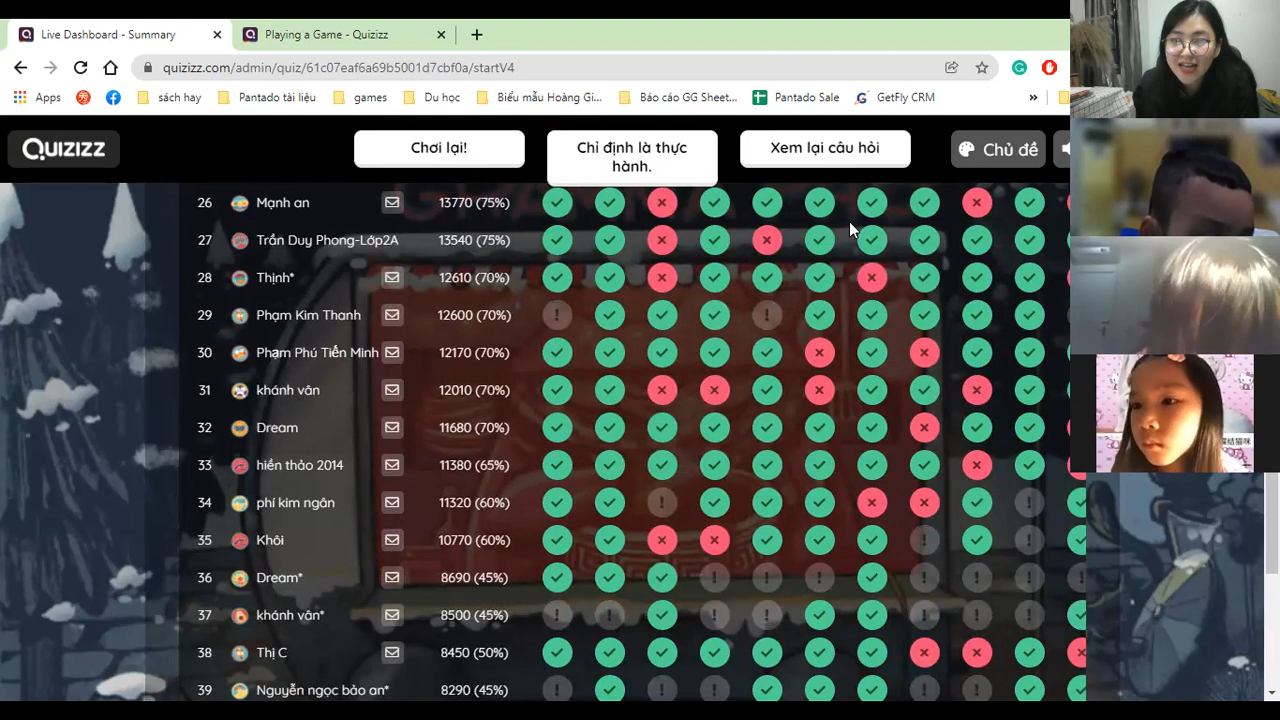 Live Dashboard - Summary
Playing a Game - Quizizz
quizizz.com/admin/quiz/61c07eaf6a69b5001d7cbf0a/startV4
Apps
sách hay
Pantado tài liệu
games
Du học
Biểu mẫu Hoàng Gi...
Báo cáo GG Sheet...
Pantado Sale
GetFly CRM
»
QUIZIZZ
Chơi lại!
Chỉ định là thực
hành.
Xem lại câu hỏi
Chủ đề
26 Mạnh an 13770 (75%)
27 Trần Duy Phong-Lớp2A 13540 (75%)
28 Thịnh* 12610 (70%)
29 Phạm Kim Thanh 12600 (70%)
30 Phạm Phú Tiến Minh 12170 (70%)
31 khánh vân 12010 (70%)
32 Dream 11680 (70%)
33 hiền thảo 2014 11380 (65%)
34 phí kim ngân 11320 (60%)
35 Khôi 10770 (60%)
36 Dream* 8690 (45%)
37 khánh vân* 8500 (45%)
38 Thị C 8450 (50%)
39 Nguyễn ngọc bảo an* 8290 (45%)